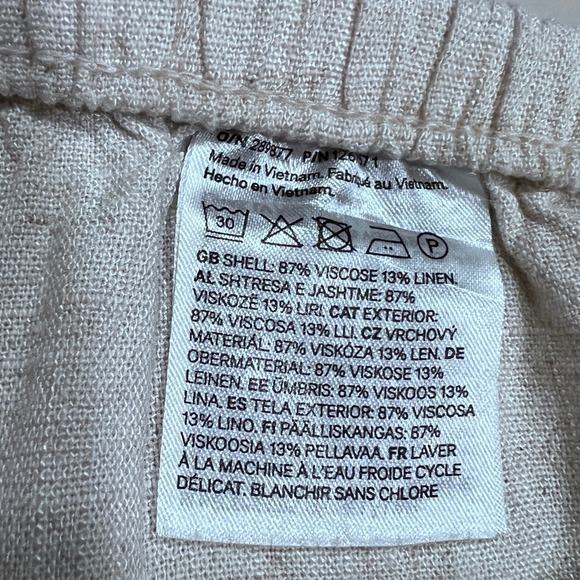 O/N 289877 P/N
Made in Vietnam. Fabriqué au Vietnam.
Hecho en Vietnam.
30 P
GB SHELL: 87% VISCOSE 13% LINEN.
AL SHTRESA E JASHTME: 87%
VISKOZË 13% LIRI. CAT EXTERIOR:
87% VISCOSA 13% LLI. CZ VRCHOVÝ
MATERIÁL: 87% VISKÓZA 13% LEN. DE
OBERMATERIAL: 87% VISKOSE 13%
LEINEN. EE ÜMBRIS: 87% VISKOOS 13%
LINA. ES TELA EXTERIOR: 87% VISCOSA
13% LINO. FI PÄÄLLISKANGAS: 87%
VISKOOSIA 13% PELLAVAA. FR LAVER
À LA MACHINE À L'EAU FROIDE CYCLE
DÉLICAT. BLANCHIR SANS CHLORE